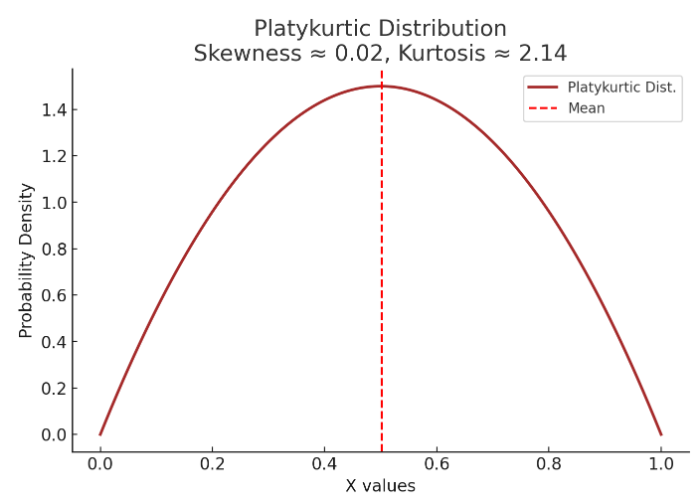 Platykurtic Distribution
Skewness ≈ 0.02, Kurtosis ≈ 2.14
Platykurtic Dist.
Mean
Probability Density
1.4
1.2
1.0
0.8
0.6
0.4
0.2
0.0
0.0 0.2 0.4 0.6 0.8 1.0
X values